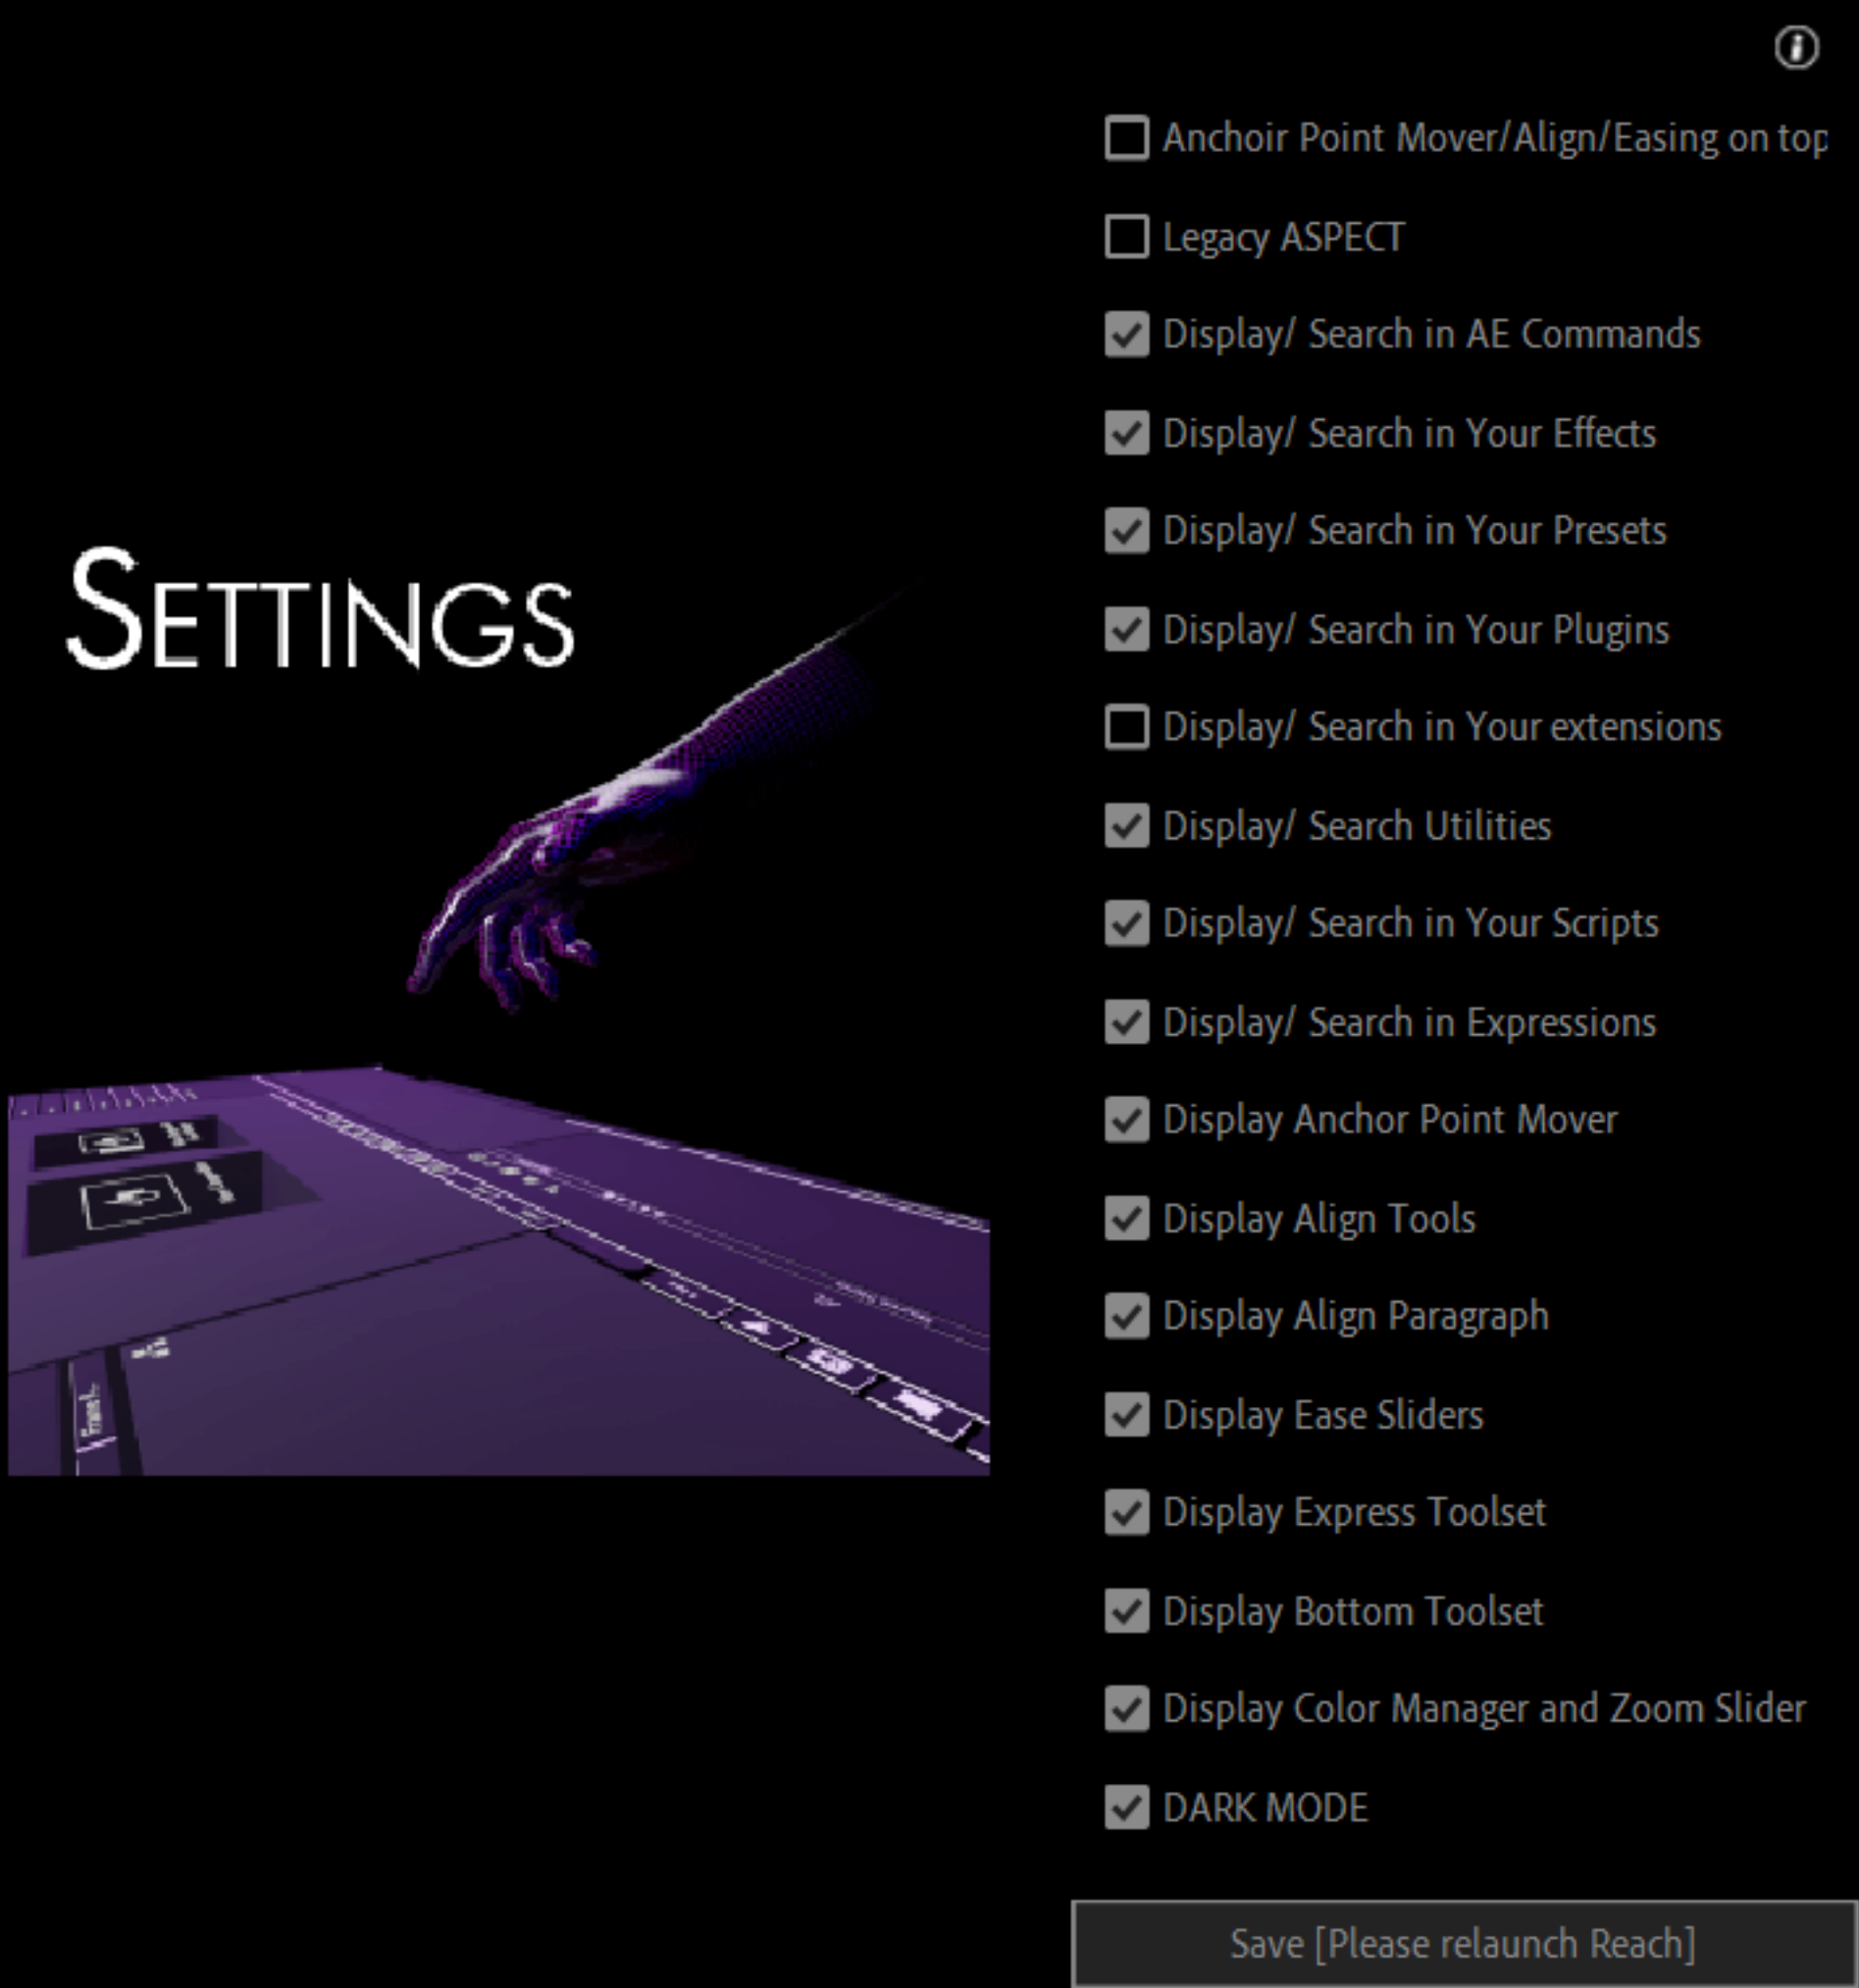 Anchoir Point Mover/Align/Easing on top
Legacy ASPECT
Display/ Search in AE Commands
Display/ Search in Your Effects
Display/ Search in Your Presets
SETTINGS
Display/ Search in Your Plugins
Display/ Search in Your extensions
Display/ Search Utilities
Display/ Search in Your Scripts
Display/ Search in Expressions
Display Anchor Point Mover
Display Align Tools
Display Align Paragraph
Display Ease Sliders
Display Express Toolset
Display Bottom Toolset
Display Color Manager and Zoom Slider
DARK MODE
Save [Please relaunch Reach]